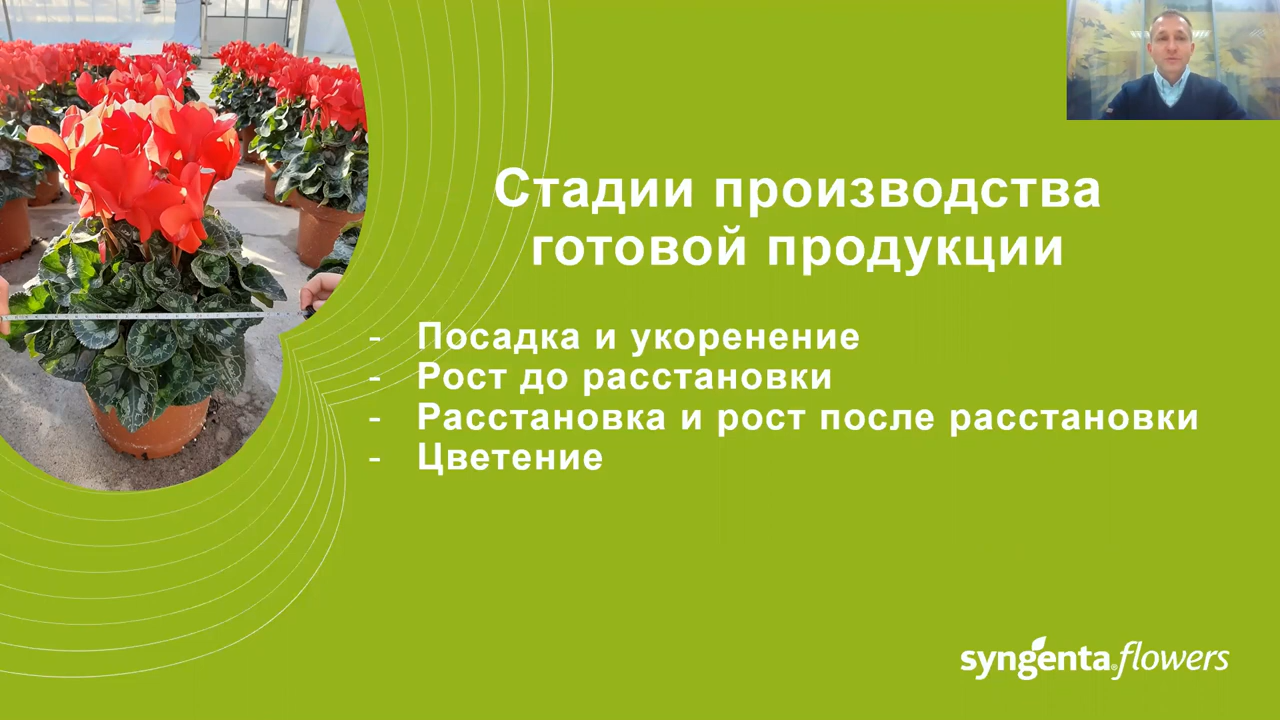 Стадии производства
готовой продукции
- Посадка и укоренение
- Рост до расстановки
- Расстановка и рост после расстановки
- Цветение
syngenta® flowers